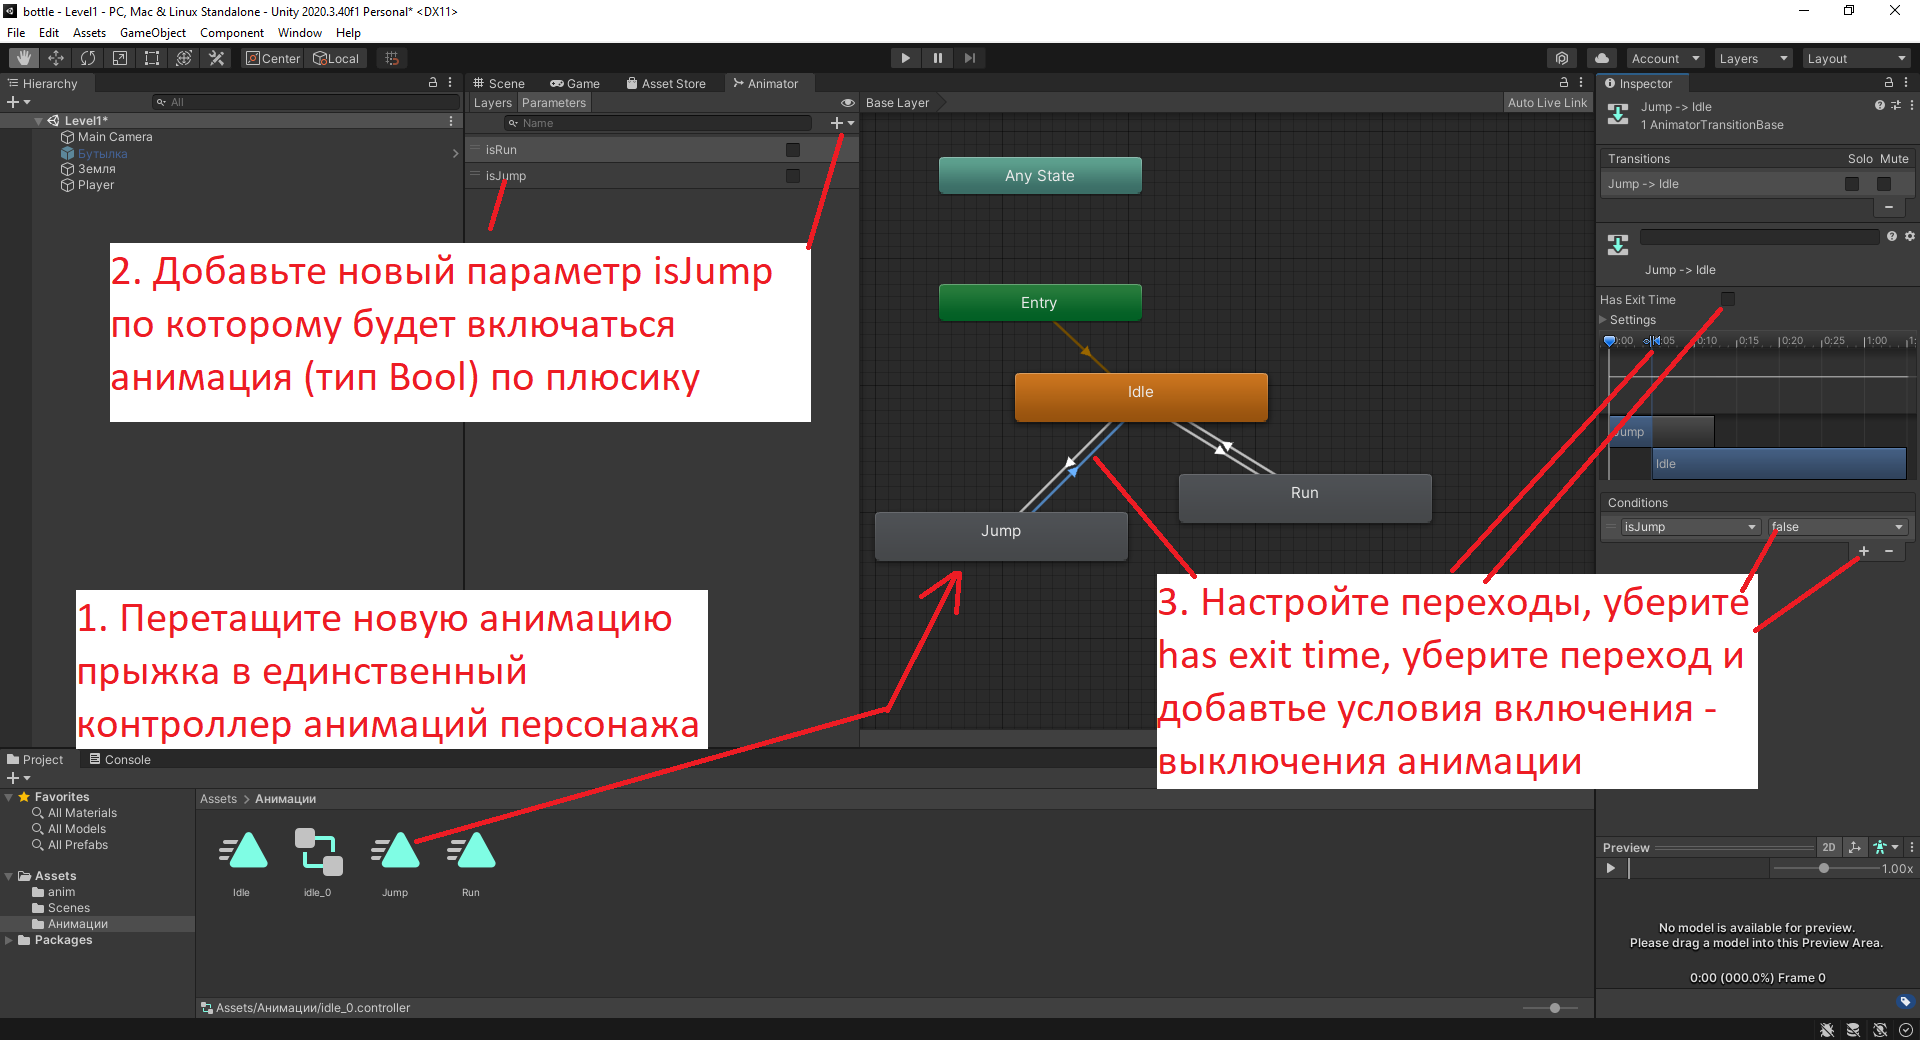 bottle - Level1 - PC, Mac & Linux Standalone - Unity 2020.3.40f1 Personal* <DX11>
File Edit Assets GameObject Component Window Help
Center Local
Account Layers Layout
Hierarchy
All
Level1*
Main Camera
Бутылка
Земля
Player
Scene Game Asset Store Animator
Layers Parameters
Name
isRun
isJump
Base Layer
Auto Live Link
Any State
Entry
Idle
Run
Jump
2. Добавьте новый параметр isJump
по которому будет включаться
анимация (тип Bool) по плюсику
1. Перетащите новую анимацию
прыжка в единственный
контроллер анимаций персонажа
3. Настройте переходы, уберите
has exit time, уберите переход и
добавтье условия включения -
выключения анимации
Inspector
Jump -> Idle
1 AnimatorTransitionBase
Transitions Solo Mute
Jump -> Idle
Jump -> Idle
Has Exit Time
Settings
0:00 0:05 0:10 0:15 0:20 0:25 1:00 1:
Jump
Idle
Conditions
isJump false
Preview 2D
1.00x
No model is available for preview.
Please drag a model into this Preview Area.
0:00 (000.0%) Frame 0
Project Console
Favorites
All Materials
All Models
All Prefabs
Assets
anim
Scenes
Анимации
Packages
Assets > Анимации
Idle idle_0 Jump Run
Assets/Анимации/idle_0.controller